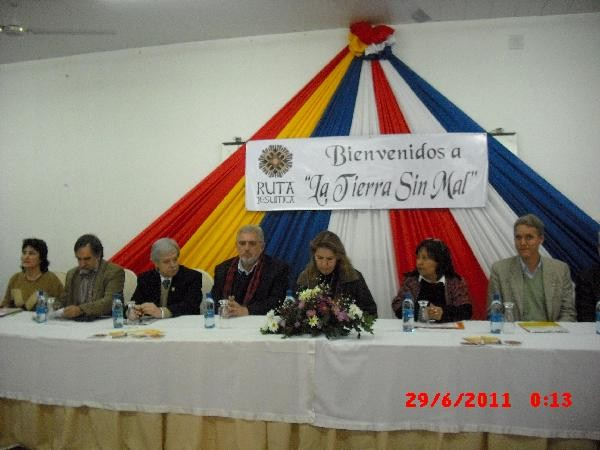 Bienvenidos a
"La Tierra Sin Mal"
RUTA
JESUITICA
29/6/2011 0:13